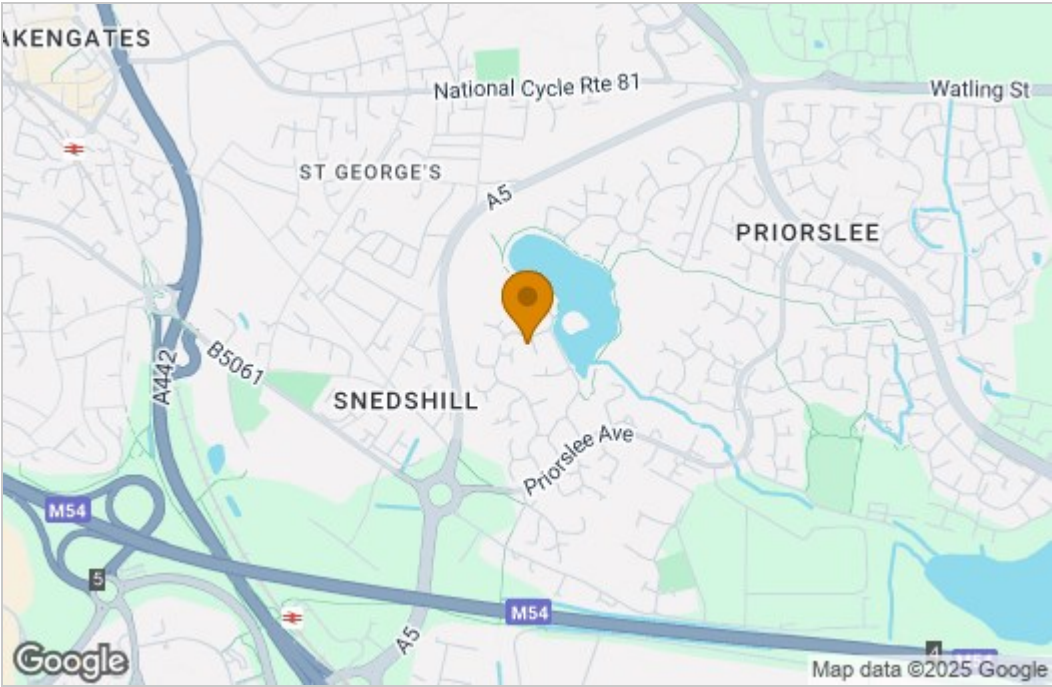 AKENGATES
National Cycle Rte 81
Watling St
ST GEORGE'S
A5
PRIORSLEE
B5061
A442
SNEDSHILL
Priorslee Ave
M54
5
M54
A5
4
M54
Google
Map data ©2025 Google